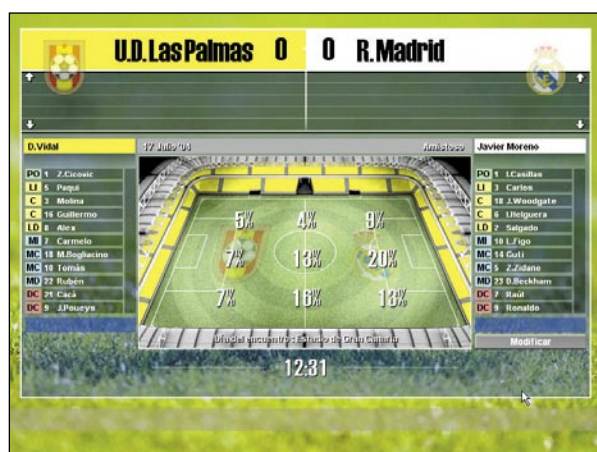 U.D.Las Palmas 0 0 R.Madrid
D.Vidal
17 Julio '04 Amistoso
Javier Moreno
PO 1 Z.Cicovic
LI 5 Paqui
C 3 Molina
C 16 Guillermo
LD 8 Alex
MI 7 Carmelo
MC 18 M.Bogliacino
MC 10 Tomás
MD 22 Rubén
DC 21 Cacá
DC 9 J.Poueys
5% 4% 9%
7% 13% 20%
7% 16% 13%
Día del encuentro : Estadio de Gran Canaria
PO 1 I.Casillas
LI 3 Carlos
C 18 J.Woodgate
C 6 I.Helguera
LD 2 Salgado
MI 10 L.Figo
MC 14 Guti
MC 5 Z.Zidane
MD 23 D.Beckham
DC 7 Raúl
DC 9 Ronaldo
Modificar
12:31